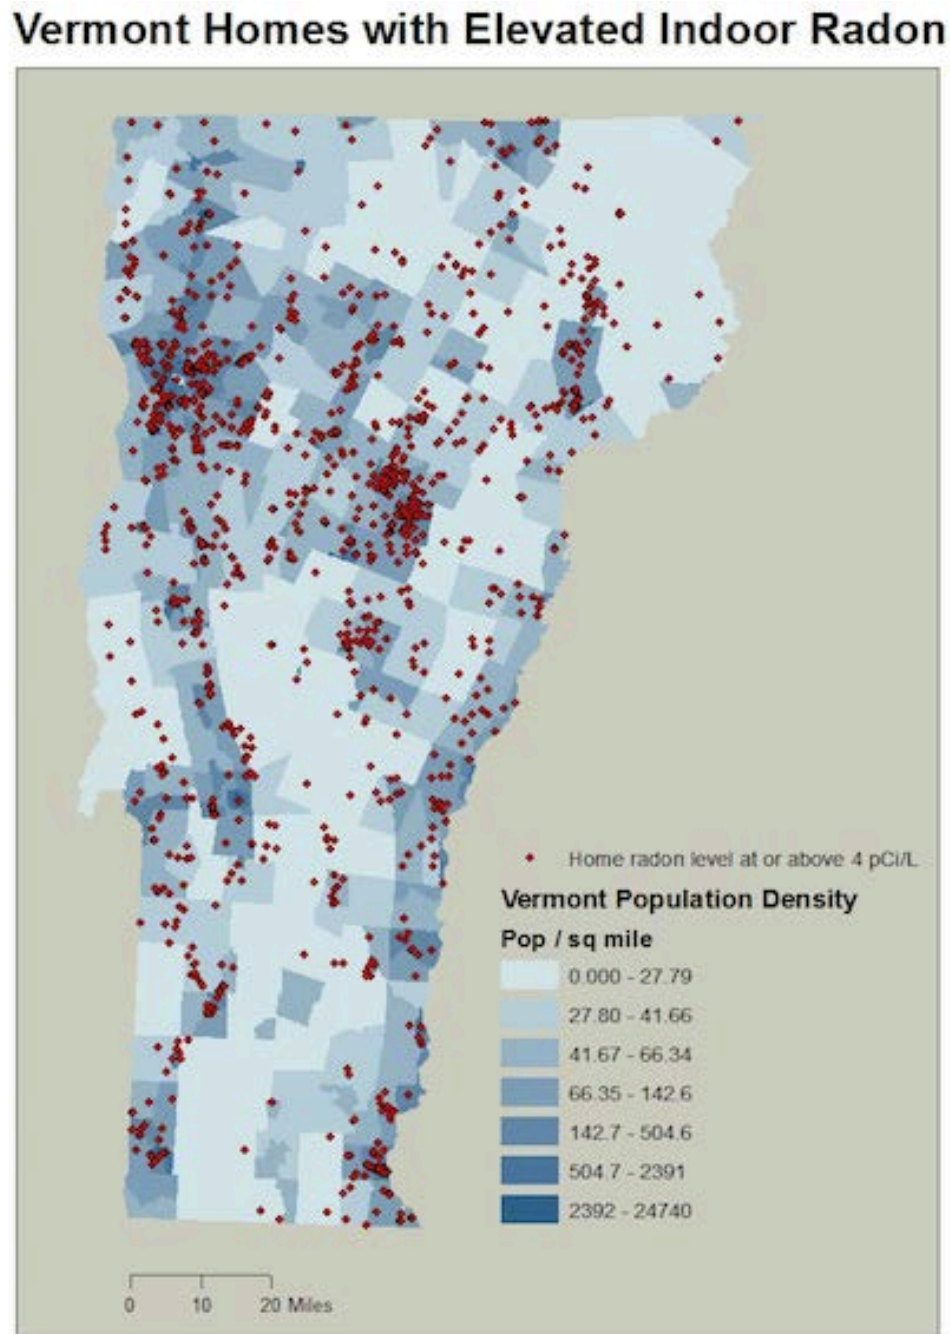 Vermont Homes with Elevated Indoor Radon
Home radon level at or above 4 pCi/L
Vermont Population Density
Pop / sq mile
0.000 - 27.79
27.80 - 41.66
41.67 - 66.34
66.35 - 142.6
142.7 - 504.6
504.7 - 2391
2392 - 24740
0 10 20 Miles